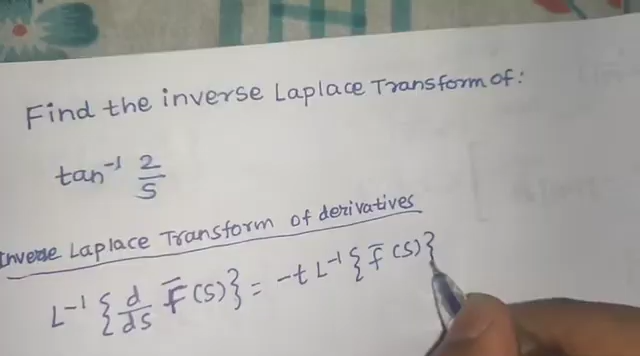 Find the inverse Laplace Transform of:
tan⁻¹ 2/s
Inverse Laplace Transform of derivatives
L⁻¹ { d/ds F̄(s)} = -t L⁻¹ { F̄(s)}